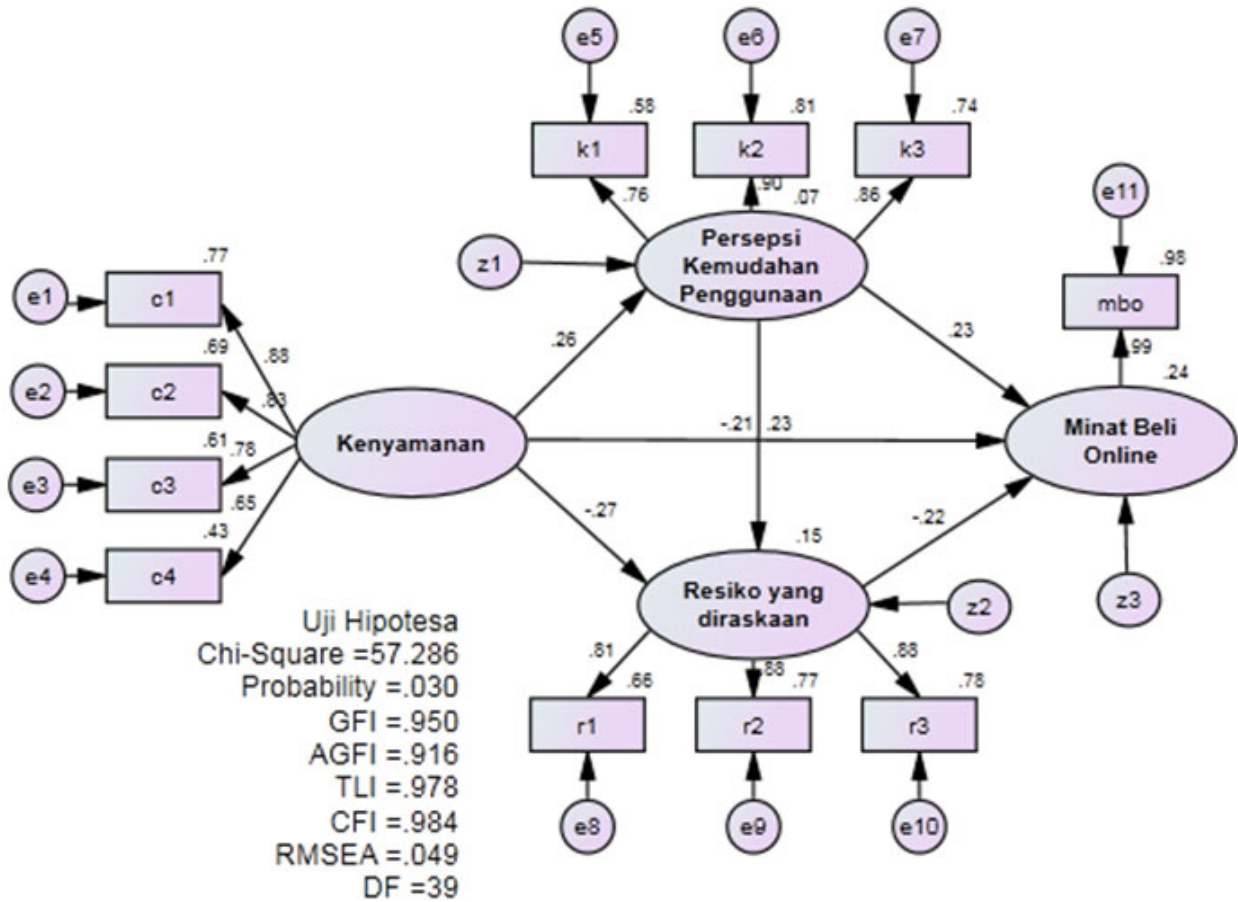 e5
e6
e7
.58
.81
.74
k1
k2
k3
.76
.90
.07
.86
e11
Persepsi
Kemudahan
Penggunaan
z1
.98
mbo
.99
.77
e1
c1
.88
.26
.23
.24
.69
e2
c2
.83
Kenyamanan
-.21
.23
Minat Beli
Online
.61
.78
e3
c3
.65
.43
-.27
-.22
e4
c4
.15
Resiko yang
diraskaan
z2
z3
Uji Hipotesa
Chi-Square =57.286
Probability =.030
GFI =.950
AGFI =.916
TLI =.978
CFI =.984
RMSEA =.049
DF =39
.81
.88
.88
.66
.77
.78
r1
r2
r3
e8
e9
e10